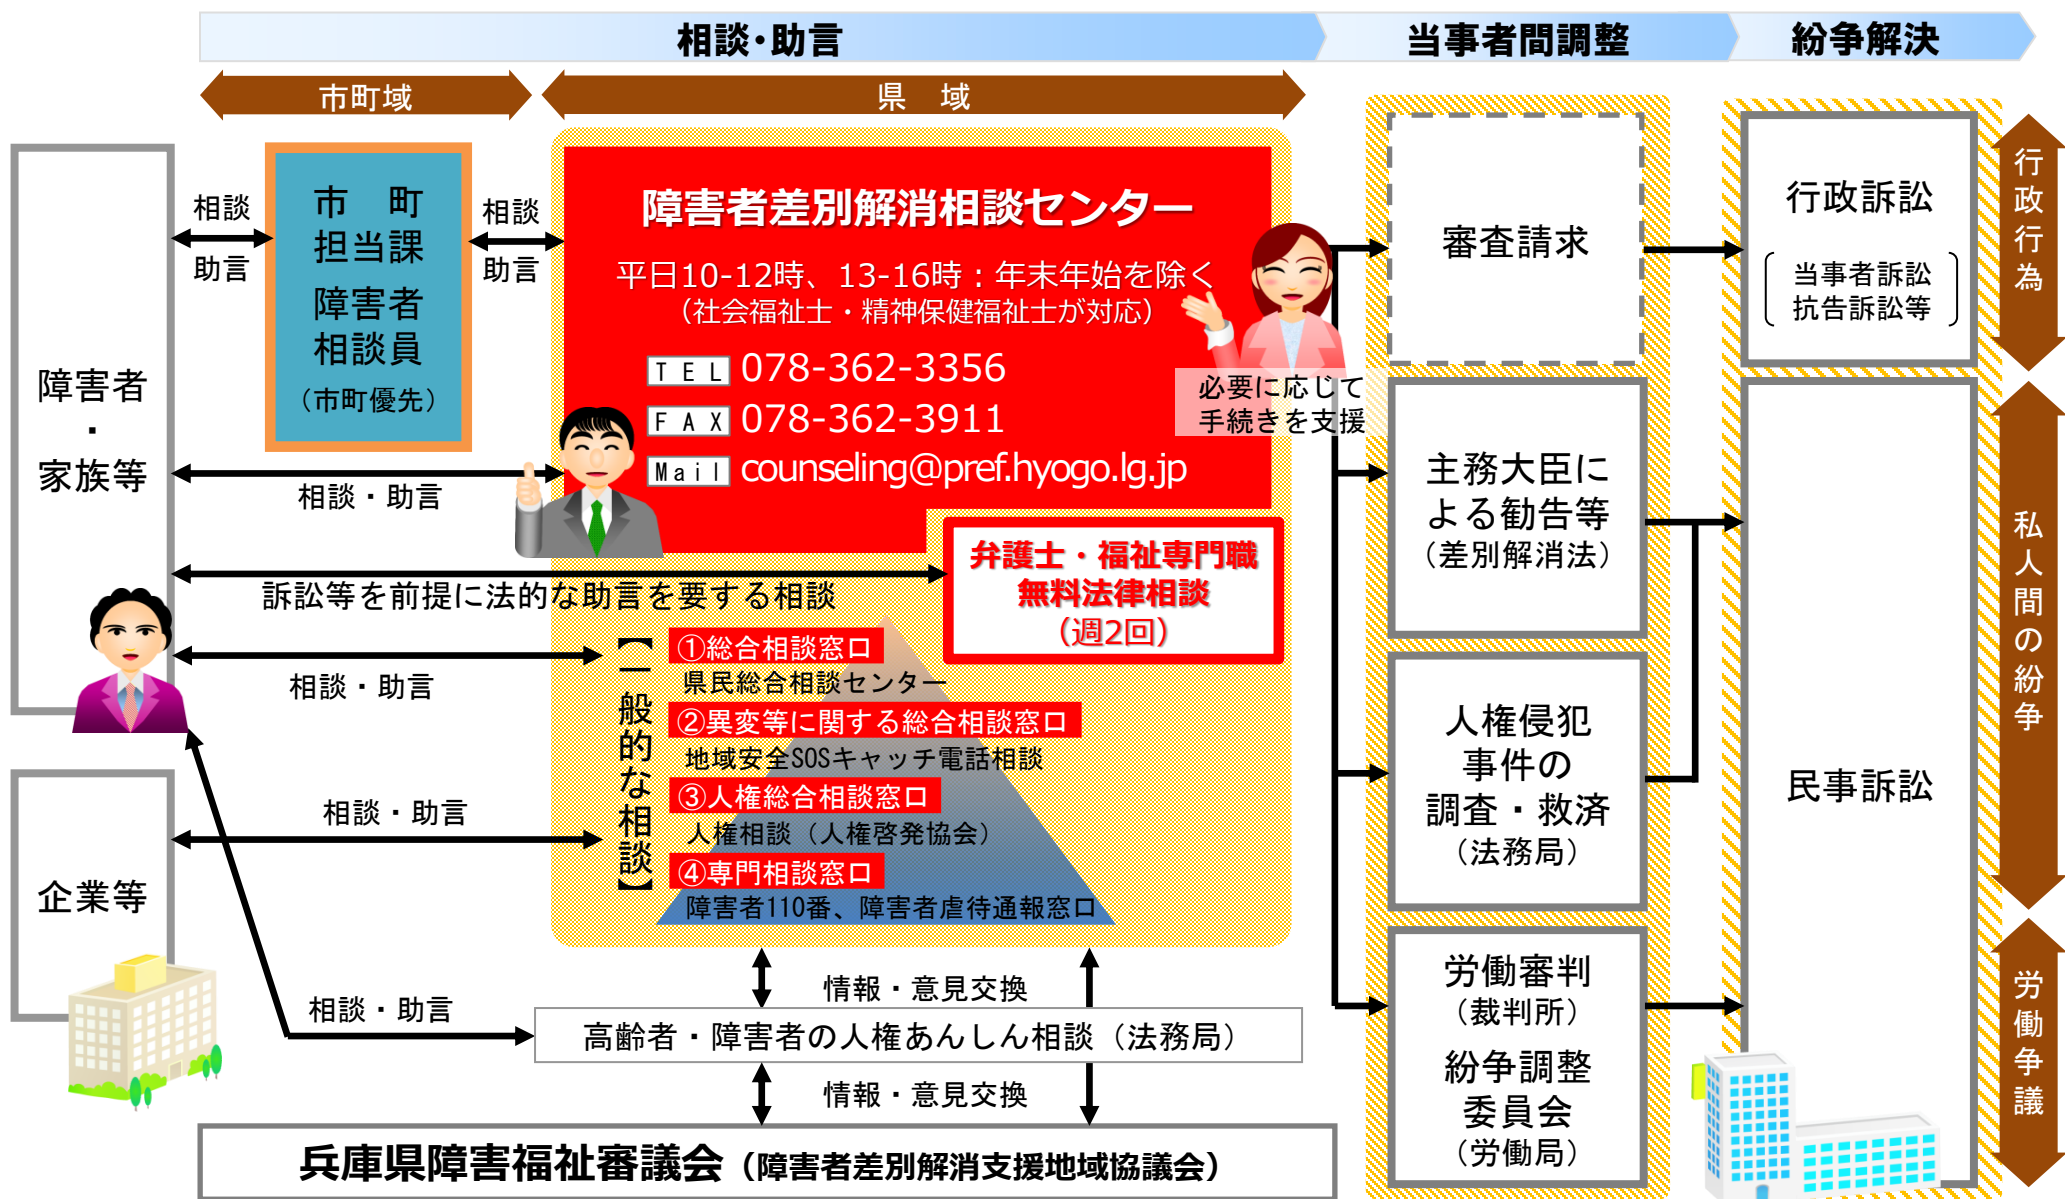 相談・助言
当事者間調整
紛争解決
市町域
県　域
障害者
・
家族等
相談
助言
市　町
担当課
障害者
相談員
（市町優先）
相談
助言
障害者差別解消相談センター
平日10-12時、13-16時：年末年始を除く
（社会福祉士・精神保健福祉士が対応）
TEL 078-362-3356
FAX 078-362-3911
Mail counseling@pref.hyogo.lg.jp
必要に応じて
手続きを支援
相談・助言
弁護士・福祉専門職
無料法律相談
（週2回）
訴訟等を前提に法的な助言を要する相談
相談・助言
【一般的な相談】
①総合相談窓口
県民総合相談センター
②異変等に関する総合相談窓口
地域安全SOSキャッチ電話相談
③人権総合相談窓口
人権相談（人権啓発協会）
④専門相談窓口
障害者110番、障害者虐待通報窓口
企業等
相談・助言
相談・助言
情報・意見交換
高齢者・障害者の人権あんしん相談（法務局）
情報・意見交換
兵庫県障害福祉審議会（障害者差別解消支援地域協議会）
審査請求
主務大臣に
よる勧告等
（差別解消法）
人権侵犯
事件の
調査・救済
（法務局）
労働審判
（裁判所）
紛争調整
委員会
（労働局）
行政訴訟
当事者訴訟
抗告訴訟等
民事訴訟
行政行為
私人間の紛争
労働争議